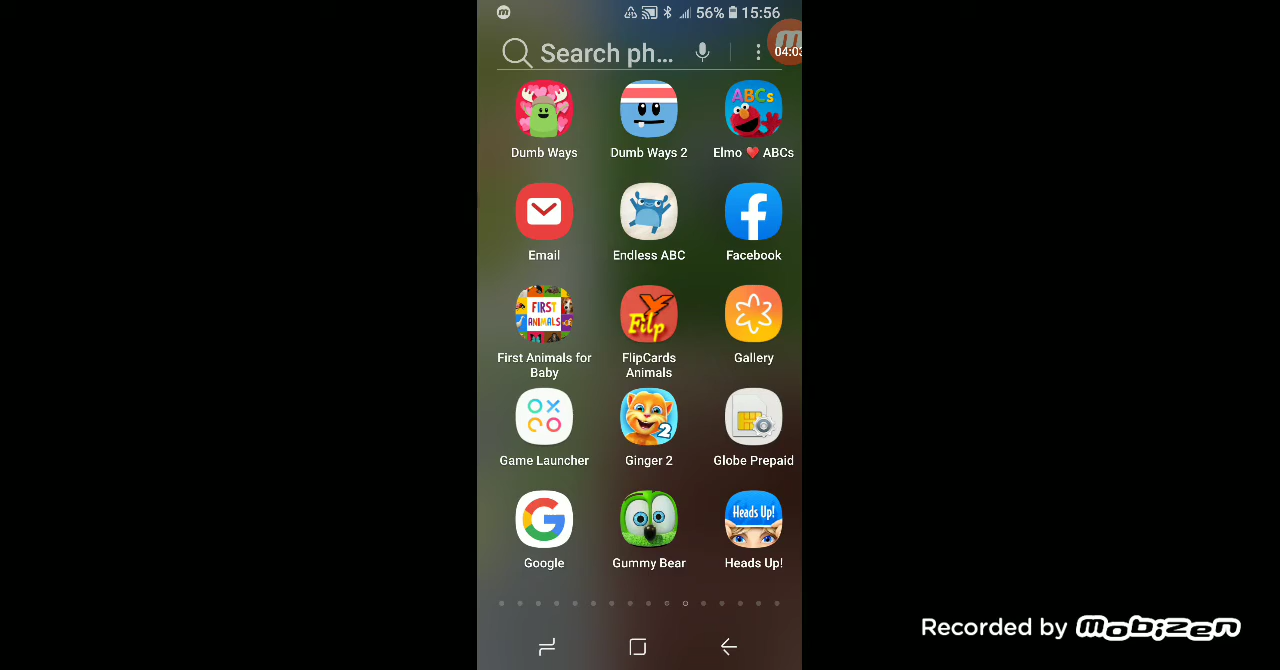 56% 15:56
Search ph...
04:03
ABCs
Dumb Ways
Dumb Ways 2
Elmo ❤️ ABCs
Email
Endless ABC
Facebook
FIRST
ANIMALS
Filp
First Animals for
Baby
FlipCards
Animals
Gallery
2
Game Launcher
Ginger 2
Globe Prepaid
Heads Up!
Google
Gummy Bear
Heads Up!
Recorded by mobizen